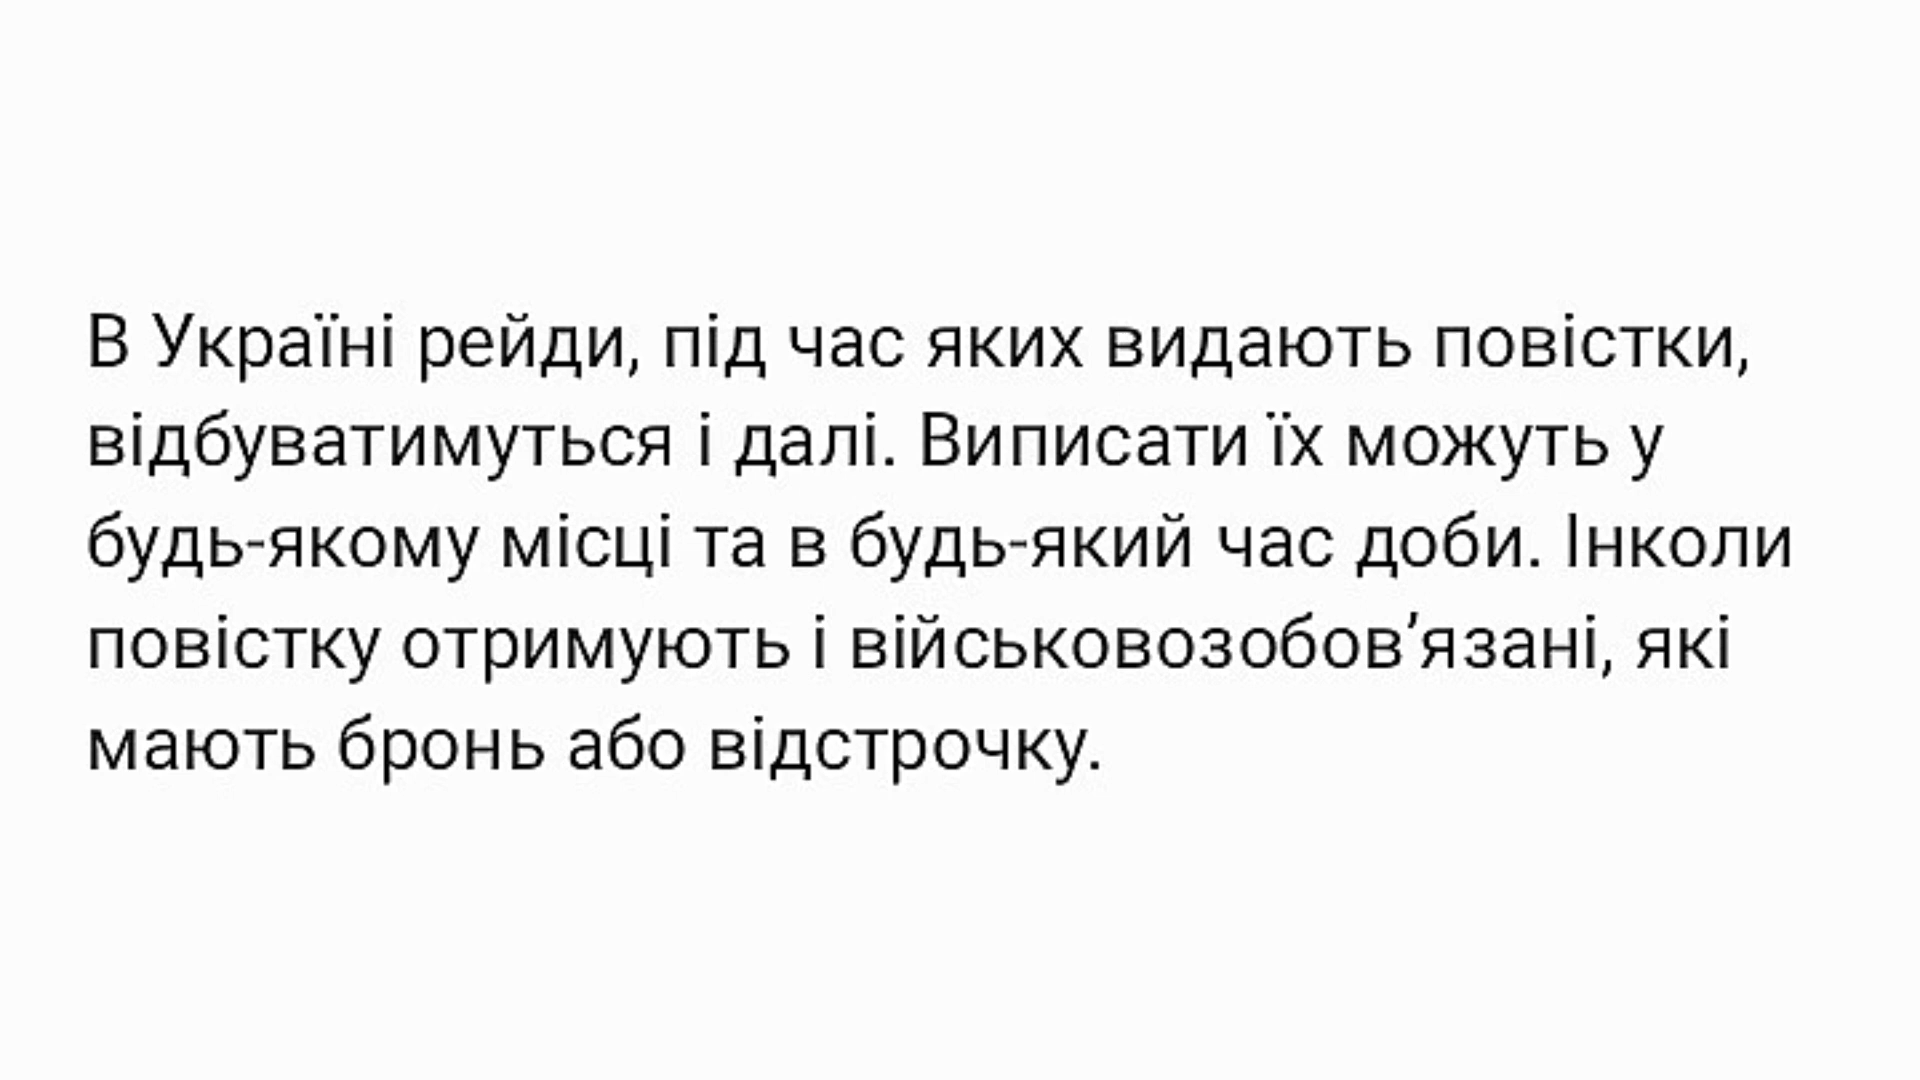 В Україні рейди, під час яких видають повістки,
відбуватимуться і далі. Виписати їх можуть у
будь-якому місці та в будь-який час доби. Інколи
повістку отримують і військовозобов’язані, які
мають бронь або відстрочку.